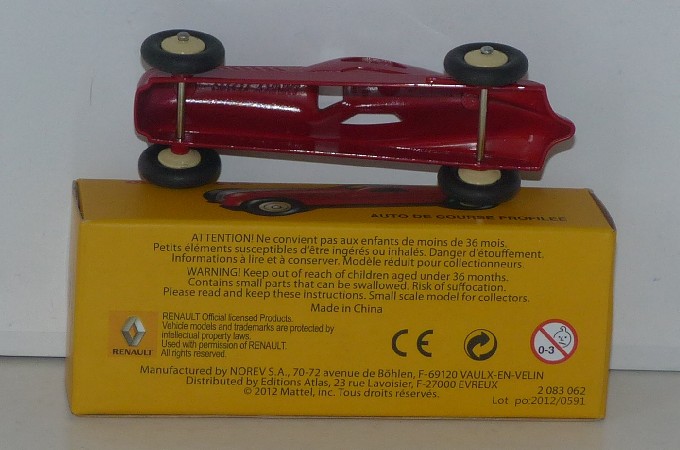 AUTO DE COURSE PROFILÉE
ATTENTION! Ne convient pas aux enfants de moins de 36 mois.
Petits éléments susceptibles d'être ingérés ou inhalés. Danger d'étouffement.
Informations à lire et à conserver. Modèle réduit pour collectionneurs.
WARNING! Keep out of reach of children aged under 36 months.
Contains small parts that can be swallowed. Risk of suffocation.
Please read and keep these instructions. Small scale model for collectors.
Made in China
RENAULT
RENAULT Official licensed Products.
Vehicle models and trademarks are protected by
intellectual property laws.
Used with permission of RENAULT.
All rights reserved.
CE
0-3
Manufactured by NOREV S.A., 70-72 avenue de Böhlen, F-69120 VAULX-EN-VELIN
Distributed by Editions Atlas, 23 rue Lavoisier, F-27000 EVREUX
© 2012 Mattel, inc. Tous droits réservés.
2 083 062
Lot po:2012/0591